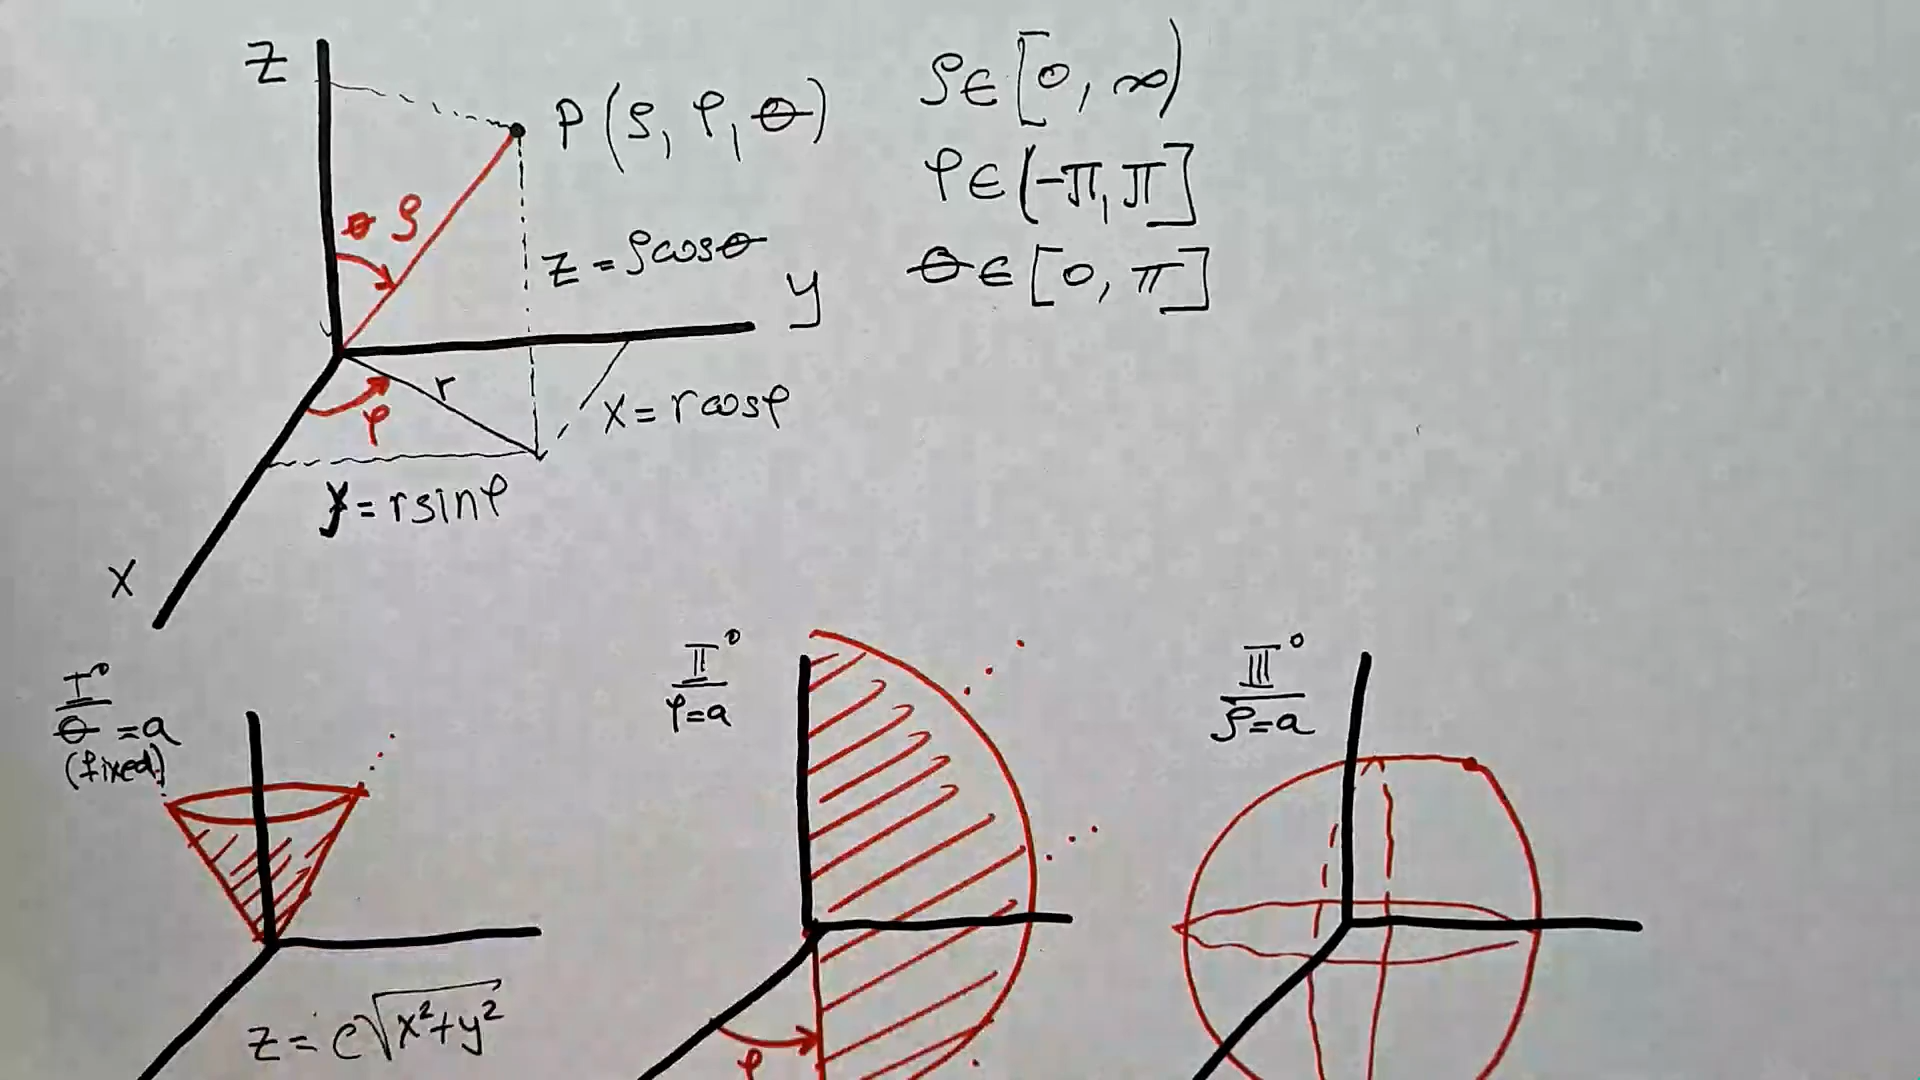 z
P(ρ, φ, θ)
ρ∈[0, ∞)
φ∈(-π, π]
θ ρ
z = ρcosθ
θ∈[0, π]
y
r
x = rcosφ
φ
y = rsinφ
x
I°
θ = a
(fixed)
II°
φ=a
III°
ρ=a
z = c√x²+y²
φ